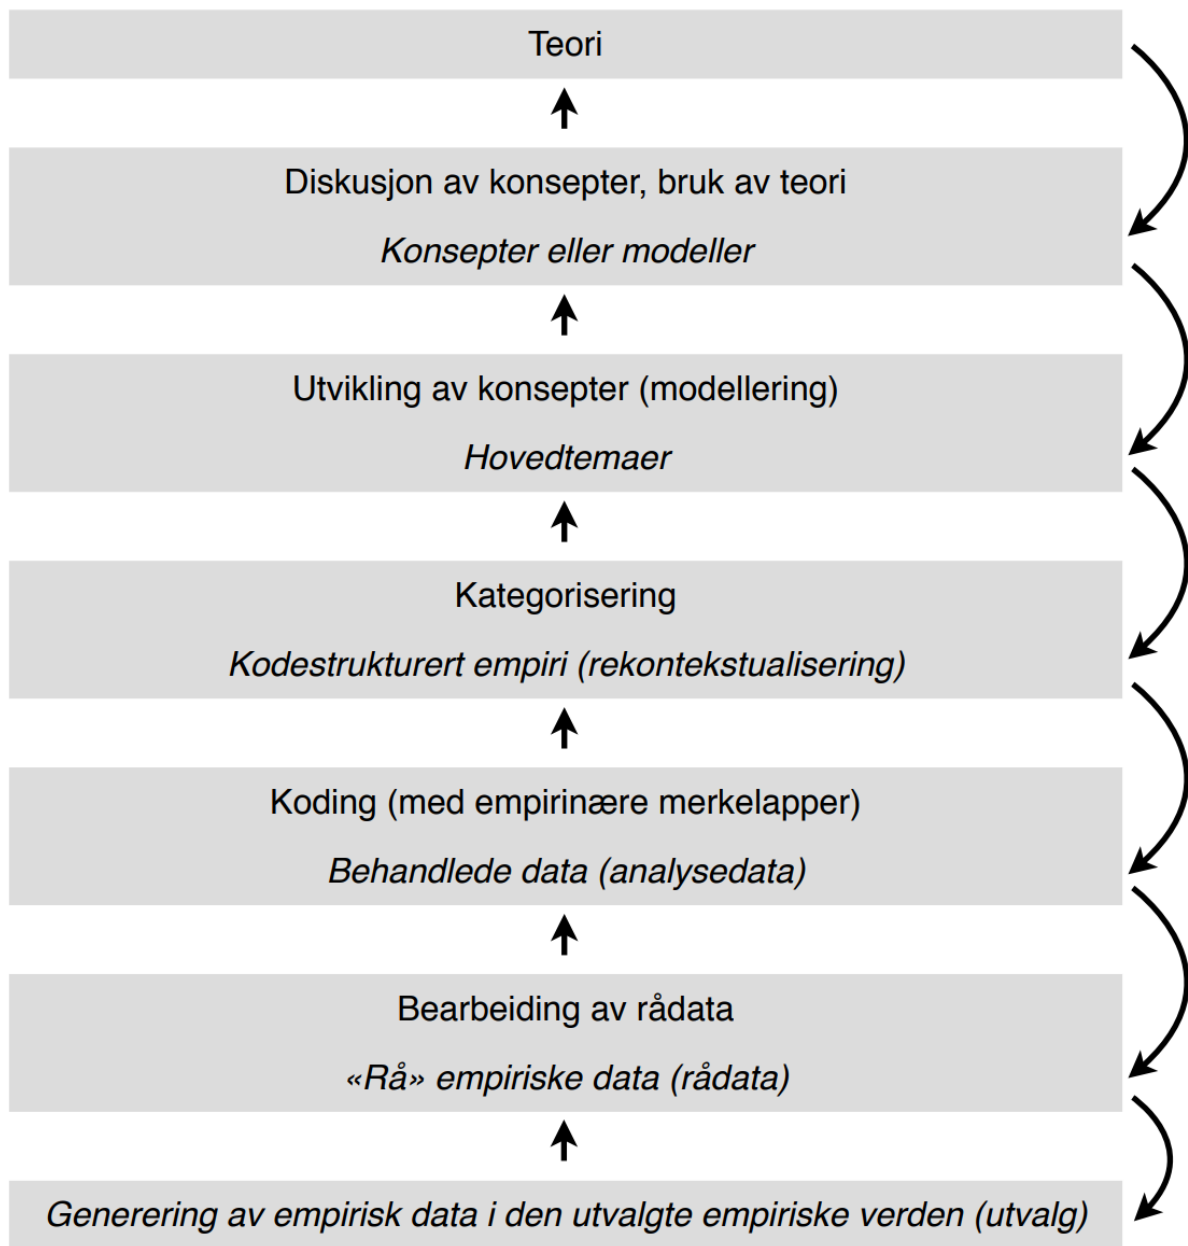 Teori
Diskusjon av konsepter, bruk av teori
Konsepter eller modeller
Utvikling av konsepter (modellering)
Hovedtemaer
Kategorisering
Kodestrukturert empiri (rekontekstualisering)
Koding (med empirinære merkelapper)
Behandlede data (analysedata)
Bearbeiding av rådata
«Rå» empiriske data (rådata)
Generering av empirisk data i den utvalgte empiriske verden (utvalg)